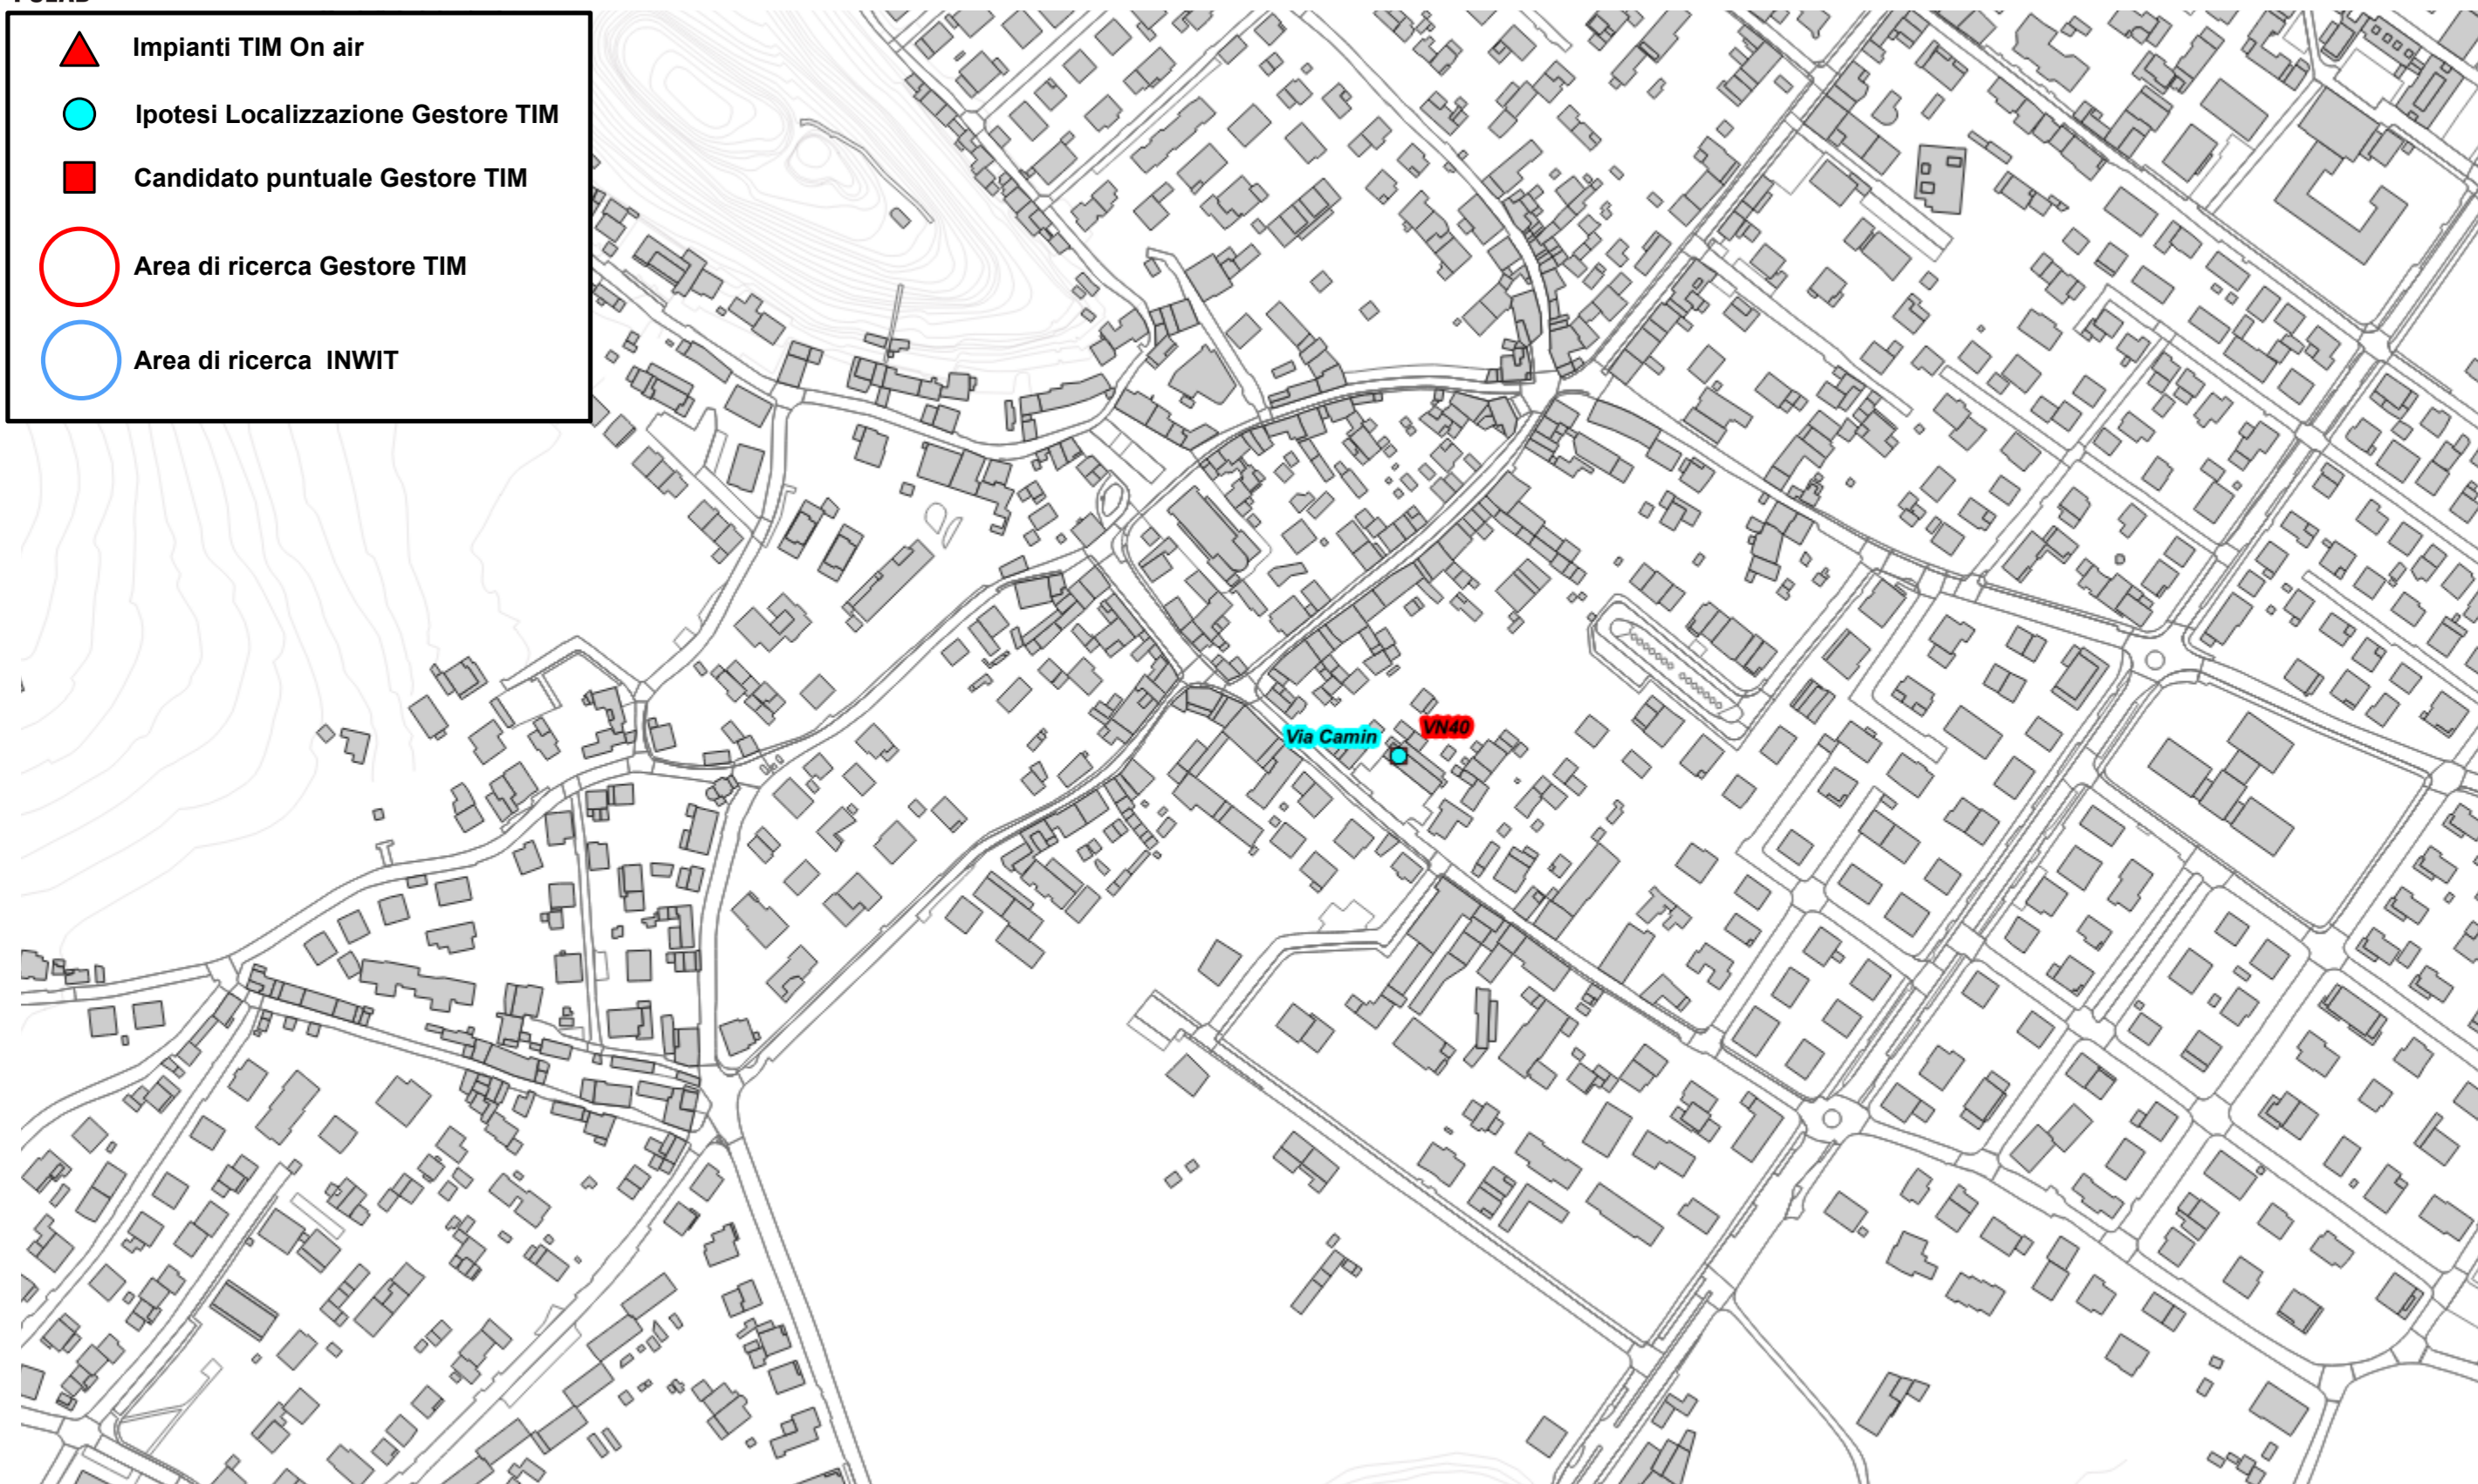 Impianti TIM On air
Ipotesi Localizzazione Gestore TIM
Candidato puntuale Gestore TIM
Area di ricerca Gestore TIM
Area di ricerca INWIT
VN40
Via Camin